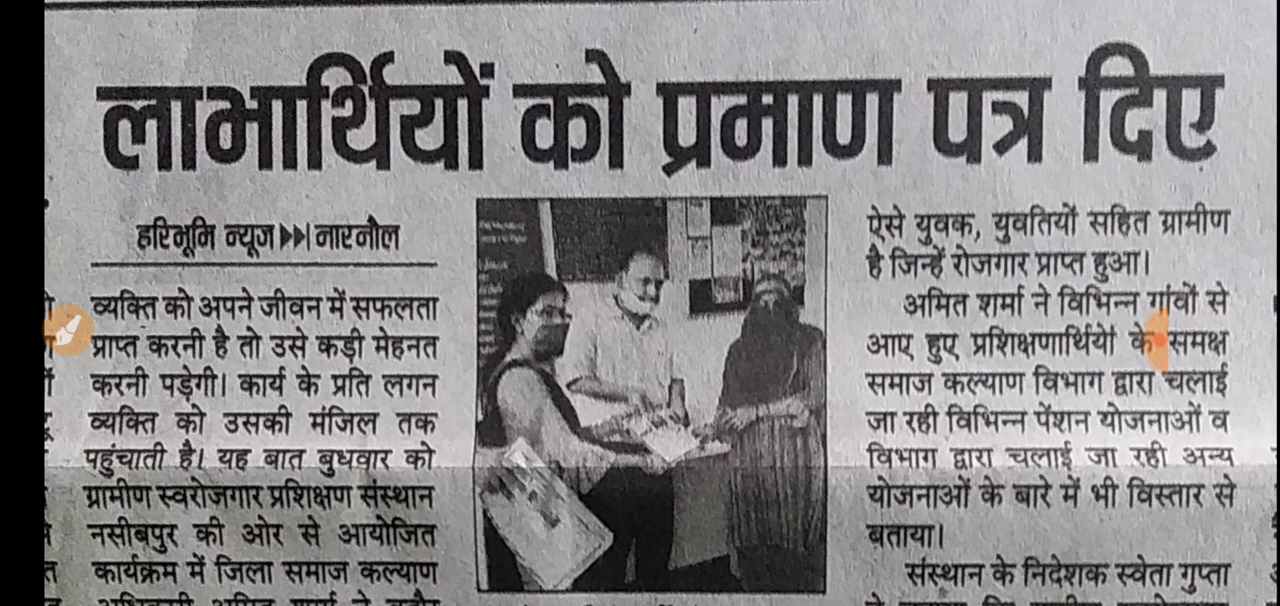 लाभार्थियों को प्रमाण पत्र दिए
हरिभूमि न्यूज▶▶|नारनौल
व्यक्ति को अपने जीवन में सफलता
प्राप्त करनी है तो उसे कड़ी मेहनत
करनी पड़ेगी। कार्य के प्रति लगन
व्यक्ति को उसकी मंजिल तक
पहुंचाती है। यह बात बुधवार को
ग्रामीण स्वरोजगार प्रशिक्षण संस्थान
नसीबपुर की ओर से आयोजित
कार्यक्रम में जिला समाज कल्याण
ऐसे युवक, युवतियों सहित ग्रामीण
है जिन्हें रोजगार प्राप्त हुआ।
अमित शर्मा ने विभिन्न गांवों से
आए हुए प्रशिक्षणार्थियों के समक्ष
समाज कल्याण विभाग द्वारा चलाई
जा रही विभिन्न पेंशन योजनाओं व
विभाग द्वारा चलाई जा रही अन्य
योजनाओं के बारे में भी विस्तार से
बताया।
संस्थान के निदेशक स्वेता गुप्ता